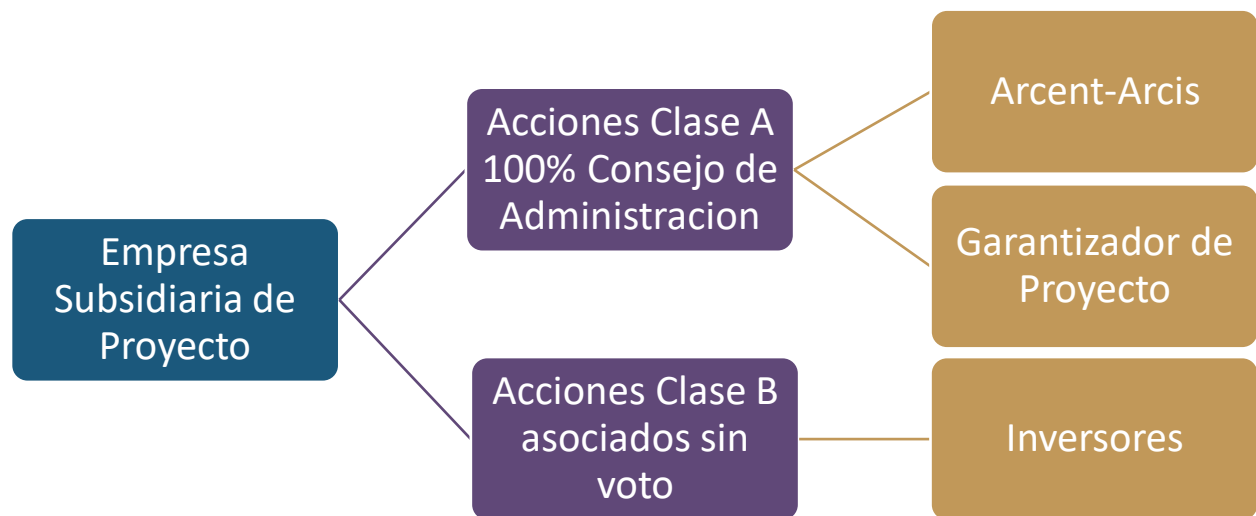 Empresa
Subsidiaria de
Proyecto
Acciones Clase A
100% Consejo de
Administracion
Acciones Clase B
asociados sin
voto
Arcent-Arcis
Garantizador de
Proyecto
Inversores